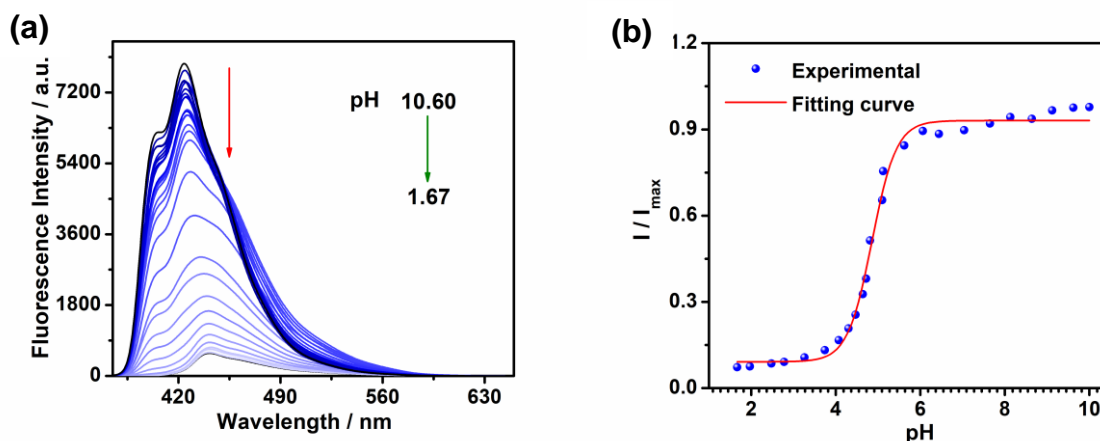 (a)
Fluorescence Intensity / a.u.
7200
5400
3600
1800
0
420
490
560
630
Wavelength / nm
pH 10.60
1.67
(b)
I / Imax
1.2
0.9
0.6
0.3
0.0
2
4
6
8
10
pH
Experimental
Fitting curve